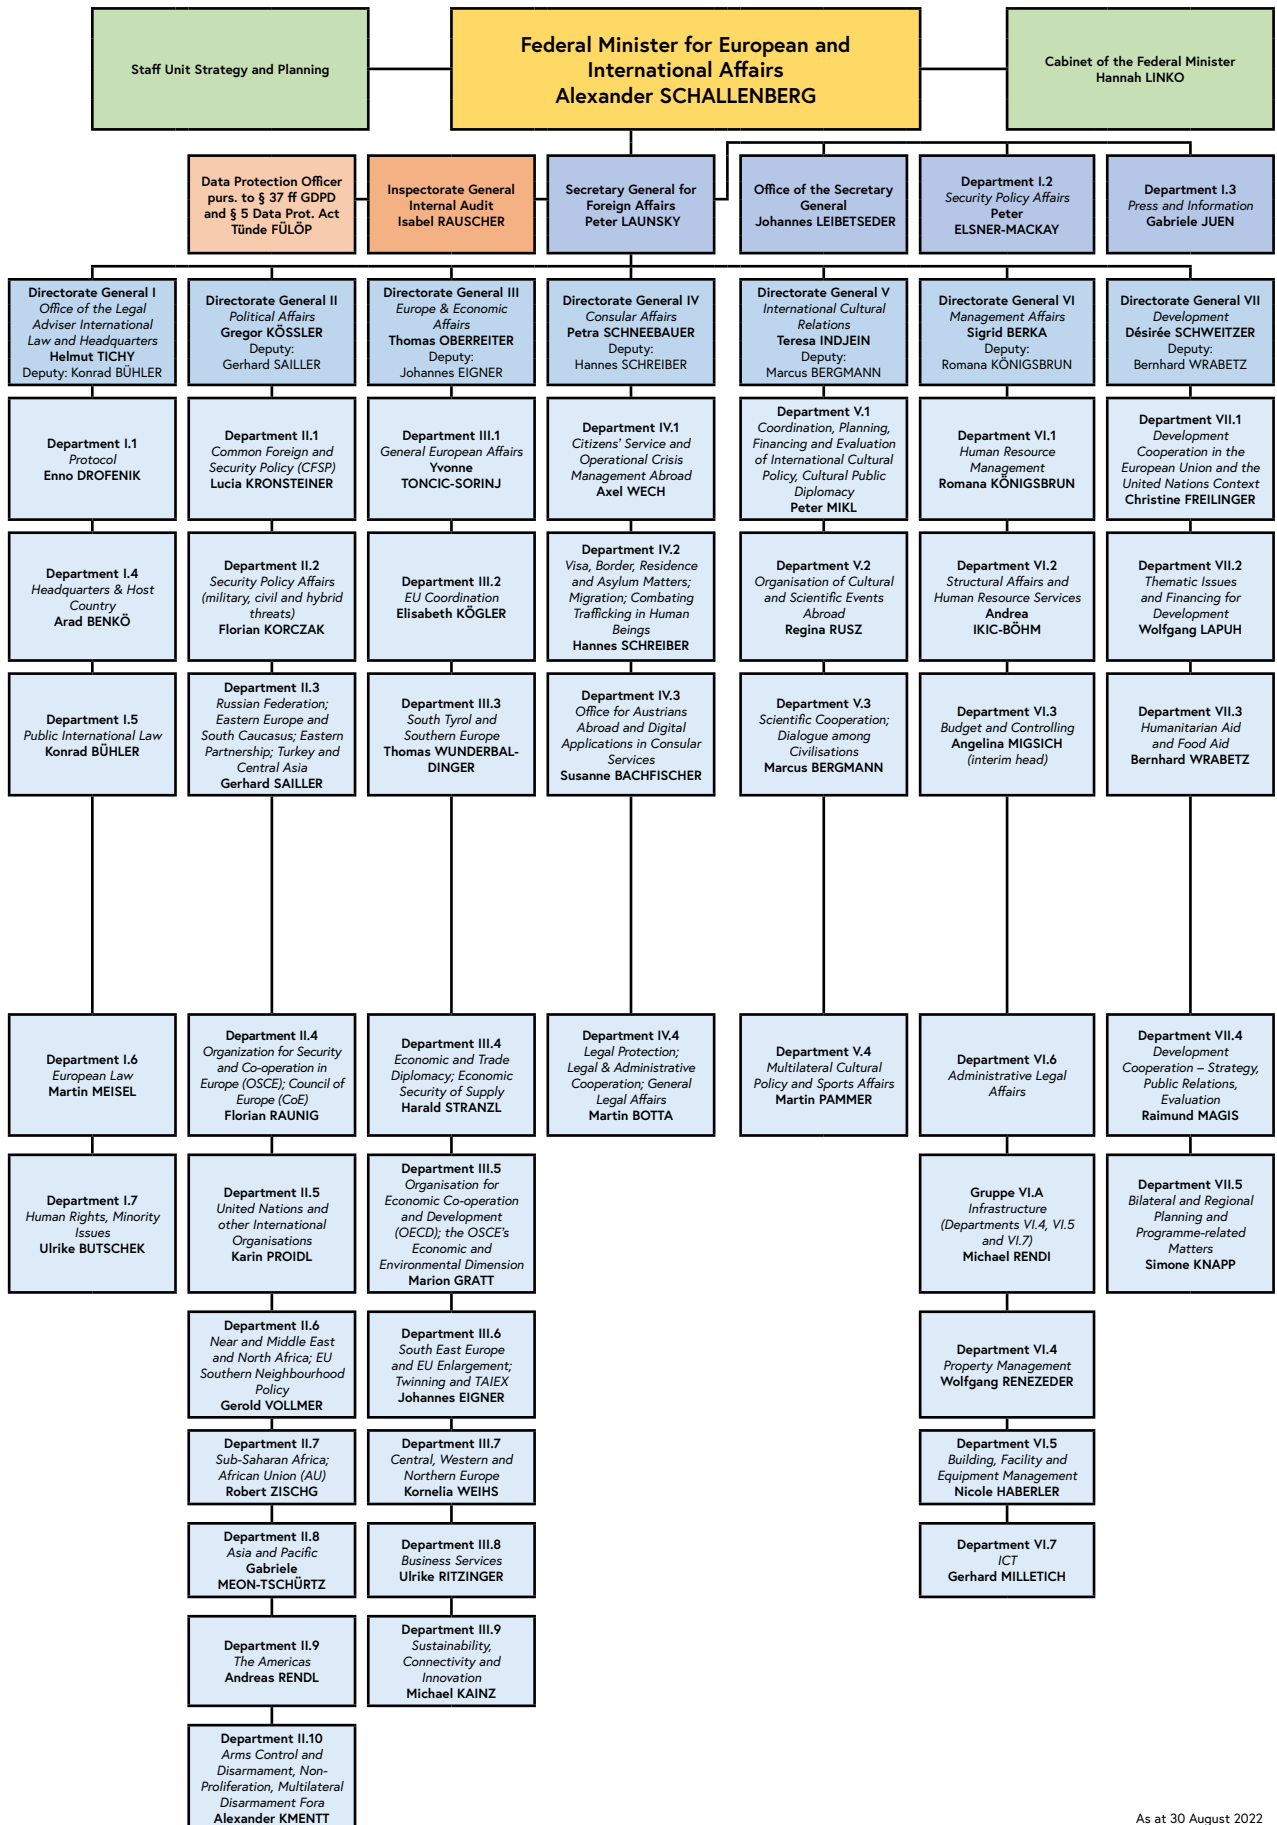 Staff Unit Strategy and Planning
Federal Minister for European and
International Affairs
Alexander SCHALLENBERG
Cabinet of the Federal Minister
Hannah LINKO
Data Protection Officer
purs. to § 37 ff GDPD
and § 5 Data Prot. Act
Tünde FÜLÖP
Inspectorate General
Internal Audit
Isabel RAUSCHER
Secretary General for
Foreign Affairs
Peter LAUNSKY
Office of the Secretary
General
Johannes LEIBETSEDER
Department I.2
Security Policy Affairs
Peter
ELSNER-MACKAY
Department I.3
Press and Information
Gabriele JUEN
Directorate General I
Office of the Legal
Adviser International
Law and Headquarters
Helmut TICHY
Deputy: Konrad BÜHLER
Directorate General II
Political Affairs
Gregor KÖSSLER
Deputy:
Gerhard SAILLER
Directorate General III
Europe & Economic
Affairs
Thomas OBERREITER
Deputy:
Johannes EIGNER
Directorate General IV
Consular Affairs
Petra SCHNEEBAUER
Deputy:
Hannes SCHREIBER
Directorate General V
International Cultural
Relations
Teresa INDJEIN
Deputy:
Marcus BERGMANN
Directorate General VI
Management Affairs
Sigrid BERKA
Deputy:
Romana KÖNIGSBRUN
Directorate General VII
Development
Désirée SCHWEITZER
Deputy:
Bernhard WRABETZ
Department I.1
Protocol
Enno DROFENIK
Department II.1
Common Foreign and
Security Policy (CFSP)
Lucia KRONSTEINER
Department III.1
General European Affairs
Yvonne
TONCIC-SORINJ
Department IV.1
Citizens' Service and
Operational Crisis
Management Abroad
Axel WECH
Department V.1
Coordination, Planning,
Financing and Evaluation
of International Cultural
Policy, Cultural Public
Diplomacy
Peter MIKL
Department VI.1
Human Resource
Management
Romana KÖNIGSBRUN
Department VII.1
Development
Cooperation in the
European Union and the
United Nations Context
Christine FREILINGER
Department I.4
Headquarters & Host
Country
Arad BENKÖ
Department II.2
Security Policy Affairs
(military, civil and hybrid
threats)
Florian KORCZAK
Department III.2
EU Coordination
Elisabeth KÖGLER
Department IV.2
Visa, Border, Residence
and Asylum Matters;
Migration; Combating
Trafficking in Human
Beings
Hannes SCHREIBER
Department V.2
Organisation of Cultural
and Scientific Events
Abroad
Regina RUSZ
Department VI.2
Structural Affairs and
Human Resource Services
Andrea
IKIC-BÖHM
Department VII.2
Thematic Issues
and Financing for
Development
Wolfgang LAPUH
Department I.5
Public International Law
Konrad BÜHLER
Department II.3
Russian Federation;
Eastern Europe and
South Caucasus; Eastern
Partnership; Turkey and
Central Asia
Gerhard SAILLER
Department III.3
South Tyrol and
Southern Europe
Thomas WUNDERBAL-
DINGER
Department IV.3
Office for Austrians
Abroad and Digital
Applications in Consular
Services
Susanne BACHFISCHER
Department V.3
Scientific Cooperation;
Dialogue among
Civilisations
Marcus BERGMANN
Department VI.3
Budget and Controlling
Angelina MIGSICH
(interim head)
Department VII.3
Humanitarian Aid
and Food Aid
Bernhard WRABETZ
Department I.6
European Law
Martin MEISEL
Department II.4
Organization for Security
and Co-operation in
Europe (OSCE); Council of
Europe (CoE)
Florian RAUNIG
Department III.4
Economic and Trade
Diplomacy; Economic
Security of Supply
Harald STRANZL
Department IV.4
Legal Protection;
Legal & Administrative
Cooperation; General
Legal Affairs
Martin BOTTA
Department V.4
Multilateral Cultural
Policy and Sports Affairs
Martin PAMMER
Department VI.6
Administrative Legal
Affairs
Department VII.4
Development
Cooperation – Strategy,
Public Relations,
Evaluation
Raimund MAGIS
Department I.7
Human Rights, Minority
Issues
Ulrike BUTSCHEK
Department II.5
United Nations and
other International
Organisations
Karin PROIDL
Department III.5
Organisation for
Economic Co-operation
and Development
(OECD); the OSCE's
Economic and
Environmental Dimension
Marion GRATT
Gruppe VI.A
Infrastructure
(Departments VI.4, VI.5
and VI.7)
Michael RENDI
Department VII.5
Bilateral and Regional
Planning and
Programme-related
Matters
Simone KNAPP
Department II.6
Near and Middle East
and North Africa; EU
Southern Neighbourhood
Policy
Gerold VOLLMER
Department III.6
South East Europe
and EU Enlargement;
Twinning and TAIEX
Johannes EIGNER
Department VI.4
Property Management
Wolfgang RENEZEDER
Department II.7
Sub-Saharan Africa;
African Union (AU)
Robert ZISCHG
Department III.7
Central, Western and
Northern Europe
Kornelia WEIHS
Department VI.5
Building, Facility and
Equipment Management
Nicole HABERLER
Department II.8
Asia and Pacific
Gabriele
MEON-TSCHÜRTZ
Department III.8
Business Services
Ulrike RITZINGER
Department VI.7
ICT
Gerhard MILLETICH
Department II.9
The Americas
Andreas RENDL
Department III.9
Sustainability,
Connectivity and
Innovation
Michael KAINZ
Department II.10
Arms Control and
Disarmament, Non-
Proliferation, Multilateral
Disarmament Fora
Alexander KMENTT
As at 30 August 2022